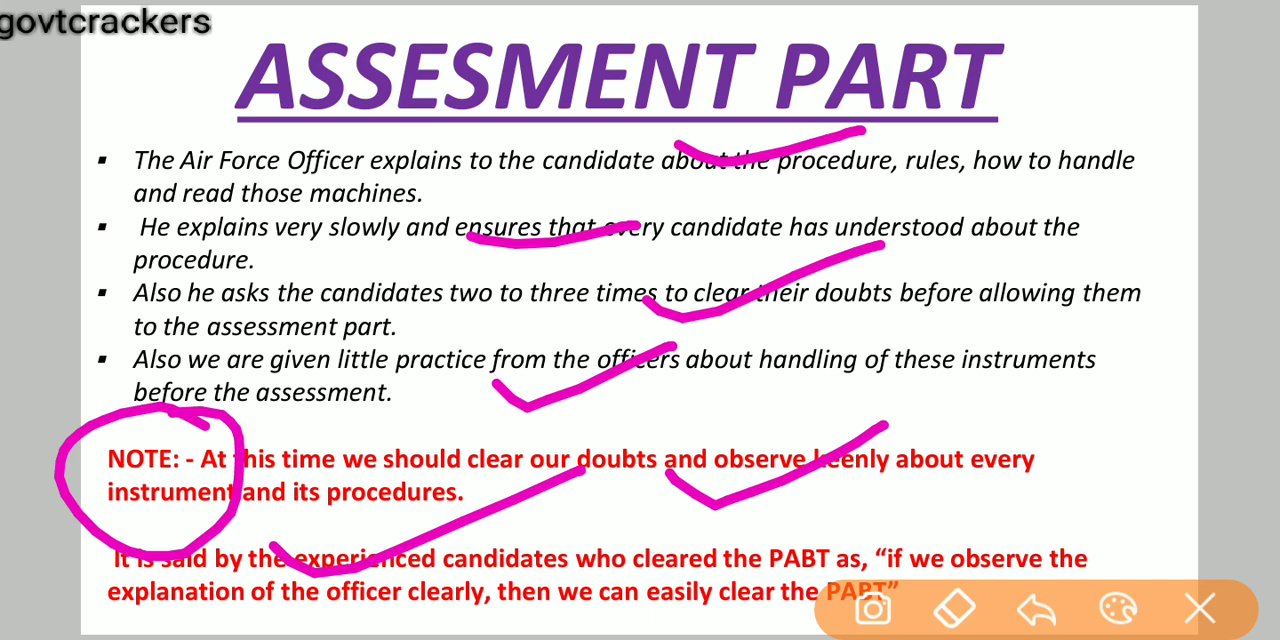 govtcrackers
ASSESMENT PART
▪ The Air Force Officer explains to the candidate about the procedure, rules, how to handle
and read those machines.
▪ He explains very slowly and ensures that every candidate has understood about the
procedure.
▪ Also he asks the candidates two to three times to clear their doubts before allowing them
to the assessment part.
▪ Also we are given little practice from the officers about handling of these instruments
before the assessment.
NOTE: - At this time we should clear our doubts and observe keenly about every
instrument and its procedures.
It is said by the experienced candidates who cleared the PABT as, “if we observe the
explanation of the officer clearly, then we can easily clear the PABT”